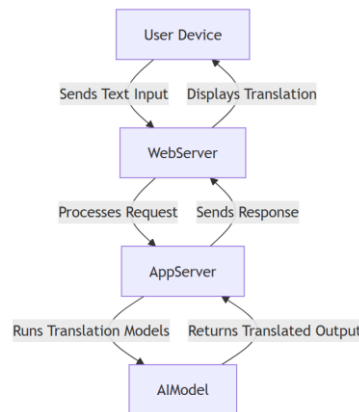 User Device
Sends Text Input
Displays Translation
WebServer
Processes Request
Sends Response
AppServer
Runs Translation Models
Returns Translated Output
AIModel